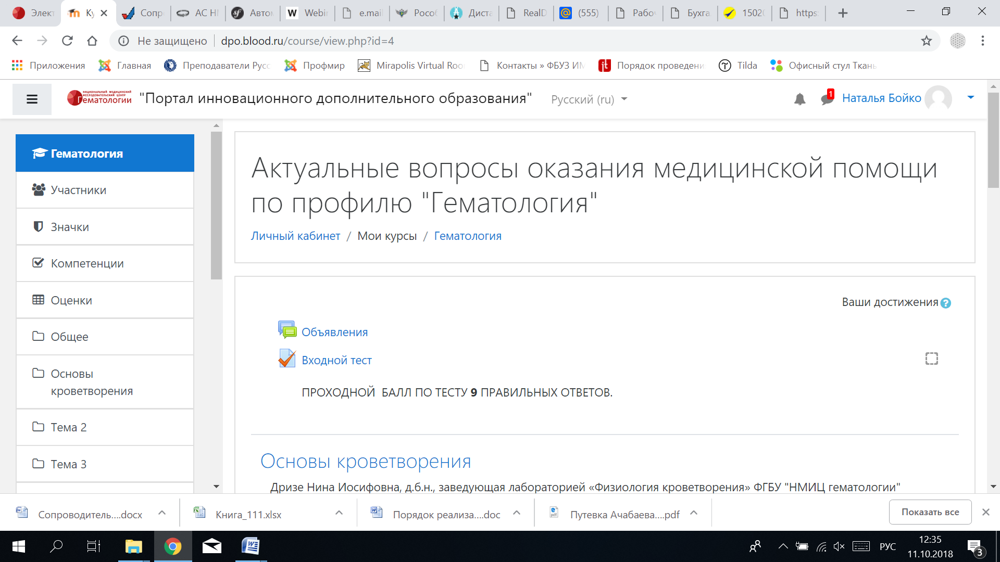 Элект
Ку
Сопр
АС Н
Автом
Webin
e.mail
Рособ
Диста
RealD
(555)
Рабо
Бухга
15020
https:
Не защищено
dpo.blood.ru/course/view.php?id=4
Приложения
Главная
Преподаватели Русс
Профмир
Mirapolis Virtual Roo
Контакты » ФБУЗ ИМ
Порядок проведени
Tilda
Офисный стул Ткань
НАЦИОНАЛЬНЫЙ МЕДИЦИНСКИЙ
ИССЛЕДОВАТЕЛЬСКИЙ ЦЕНТР
Гематологии
"Портал инновационного дополнительного образования"
Русский (ru)
1
Наталья Бойко
Гематология
Участники
Значки
Компетенции
Оценки
Общее
Основы
кроветворения
Тема 2
Тема 3
Актуальные вопросы оказания медицинской помощи
по профилю "Гематология"
Личный кабинет / Мои курсы / Гематология
Ваши достижения
Объявления
Входной тест
ПРОХОДНОЙ БАЛЛ ПО ТЕСТУ 9 ПРАВИЛЬНЫХ ОТВЕТОВ.
Основы кроветворения
Дризе Нина Иосифовна, д.б.н., заведующая лабораторией «Физиология кроветворения» ФГБУ "НМИЦ гематологии"
Сопроводитель....docx
Книга_111.xlsx
Порядок реализа....doc
Путевка Ачабаева....pdf
Показать все
РУС
12:35
11.10.2018
3